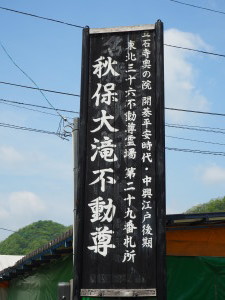 立石寺奥の院 開基平安時代・中興江戸後期
東北三十六不動尊霊場 第二十九番札所
秋保大滝不動尊